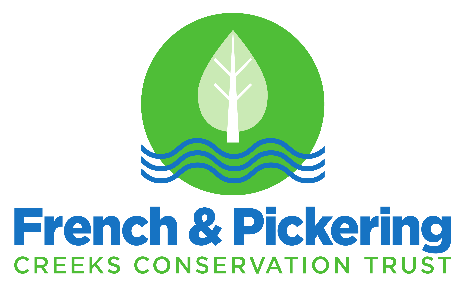 French & Pickering
CREEKS CONSERVATION TRUST